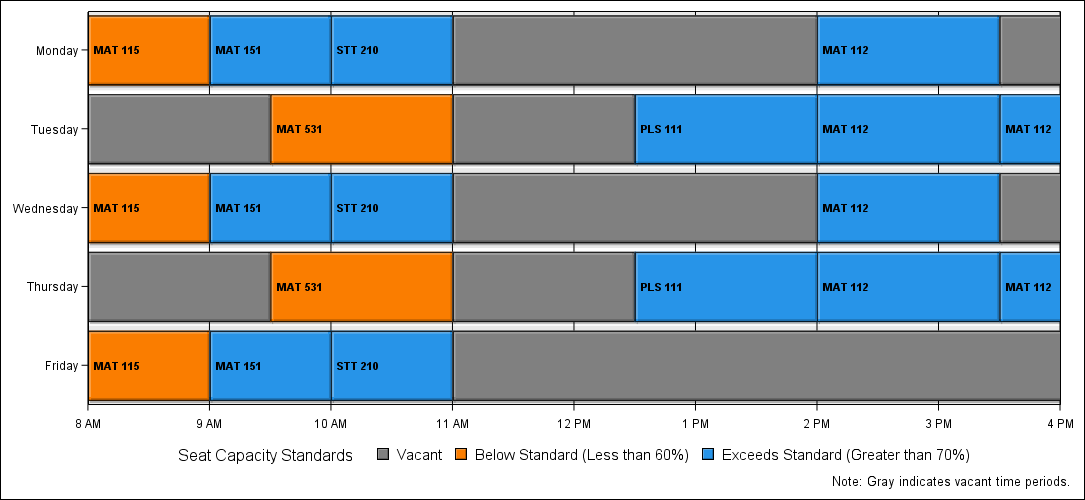 Monday MAT 115 MAT 151 STT 210 MAT 112
Tuesday MAT 531 PLS 111 MAT 112 MAT 112
Wednesday MAT 115 MAT 151 STT 210 MAT 112
Thursday MAT 531 PLS 111 MAT 112 MAT 112
Friday MAT 115 MAT 151 STT 210
8 AM 9 AM 10 AM 11 AM 12 PM 1 PM 2 PM 3 PM 4 PM
Seat Capacity Standards Vacant Below Standard (Less than 60%) Exceeds Standard (Greater than 70%)
Note: Gray indicates vacant time periods.